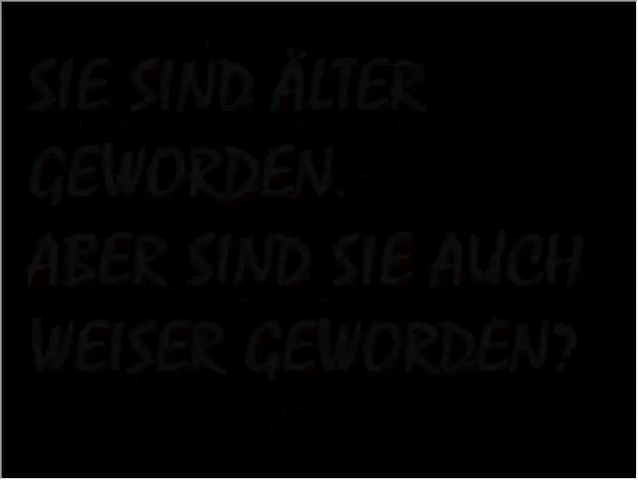 SIE SIND ÄLTER
GEWORDEN.
ABER SIND SIE AUCH
WEISER GEWORDEN?